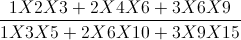 1X2X3 + 2X4X6 + 3X6X9
1X3X5 + 2X6X10 + 3X9X15